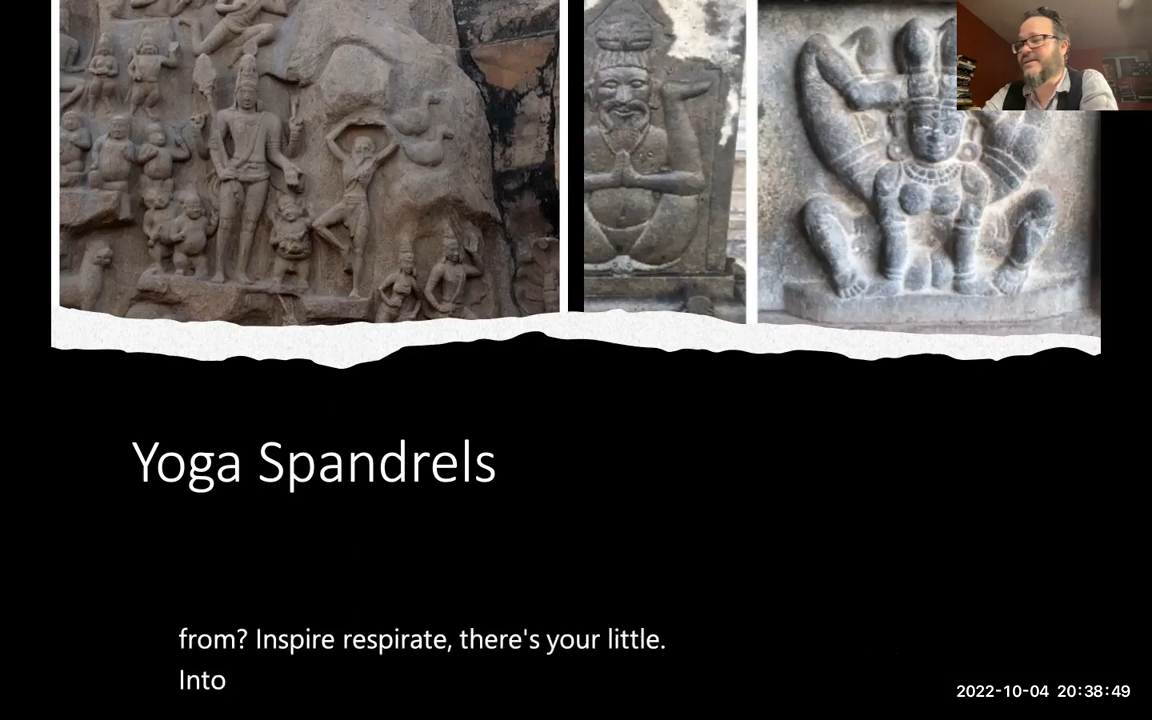 Yoga Spandrels
from? Inspire respirate, there's your little.
Into
2022-10-04 20:38:49